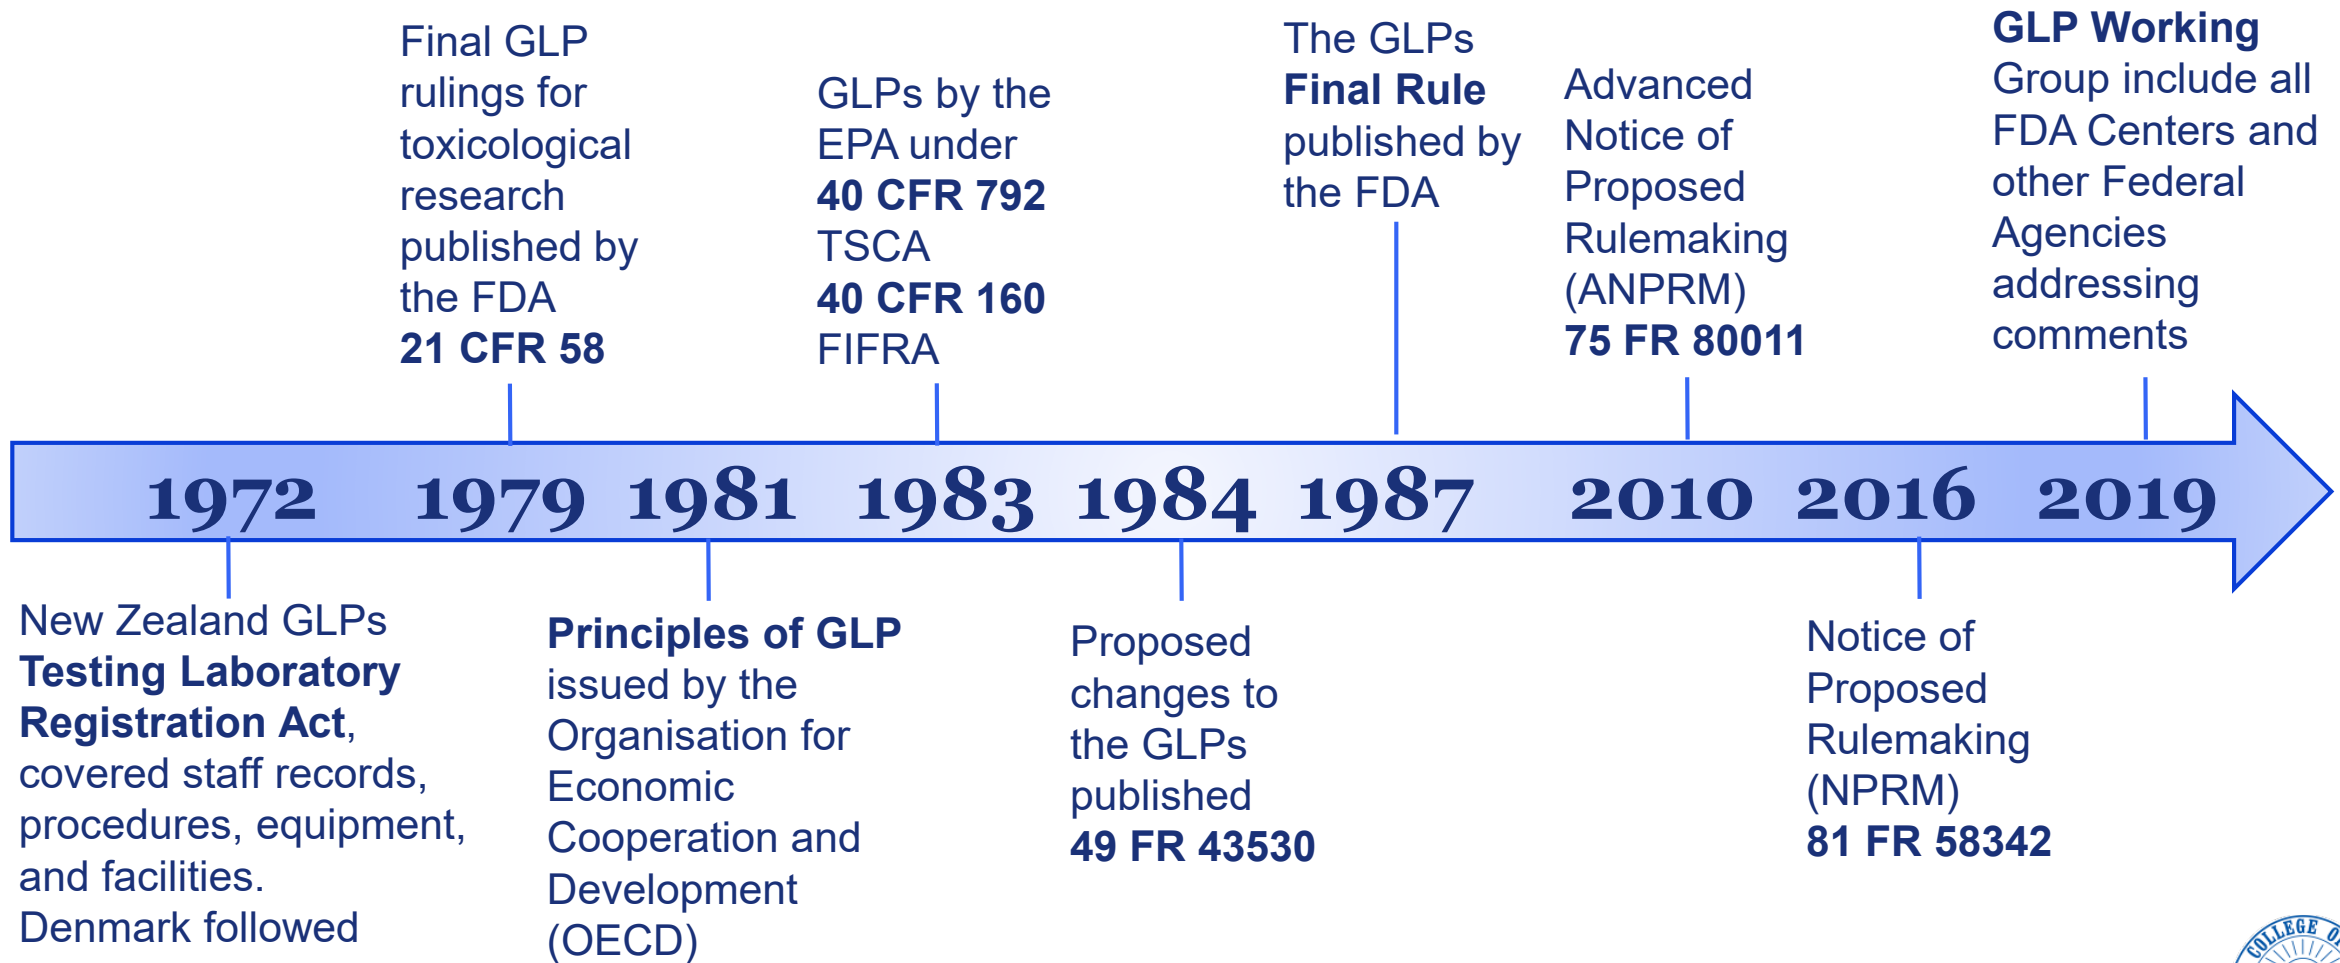 Final GLP
rulings for
toxicological
research
published by
the FDA
21 CFR 58
GLPs by the
EPA under
40 CFR 792
TSCA
40 CFR 160
FIFRA
The GLPs
Final Rule
published by
the FDA
Advanced
Notice of
Proposed
Rulemaking
(ANPRM)
75 FR 80011
GLP Working
Group include all
FDA Centers and
other Federal
Agencies
addressing
comments
1972 1979 1981 1983 1984 1987 2010 2016 2019
New Zealand GLPs
Testing Laboratory
Registration Act,
covered staff records,
procedures, equipment,
and facilities.
Denmark followed
Principles of GLP
issued by the
Organisation for
Economic
Cooperation and
Development
(OECD)
Proposed
changes to
the GLPs
published
49 FR 43530
Notice of
Proposed
Rulemaking
(NPRM)
81 FR 58342
COLLEGE